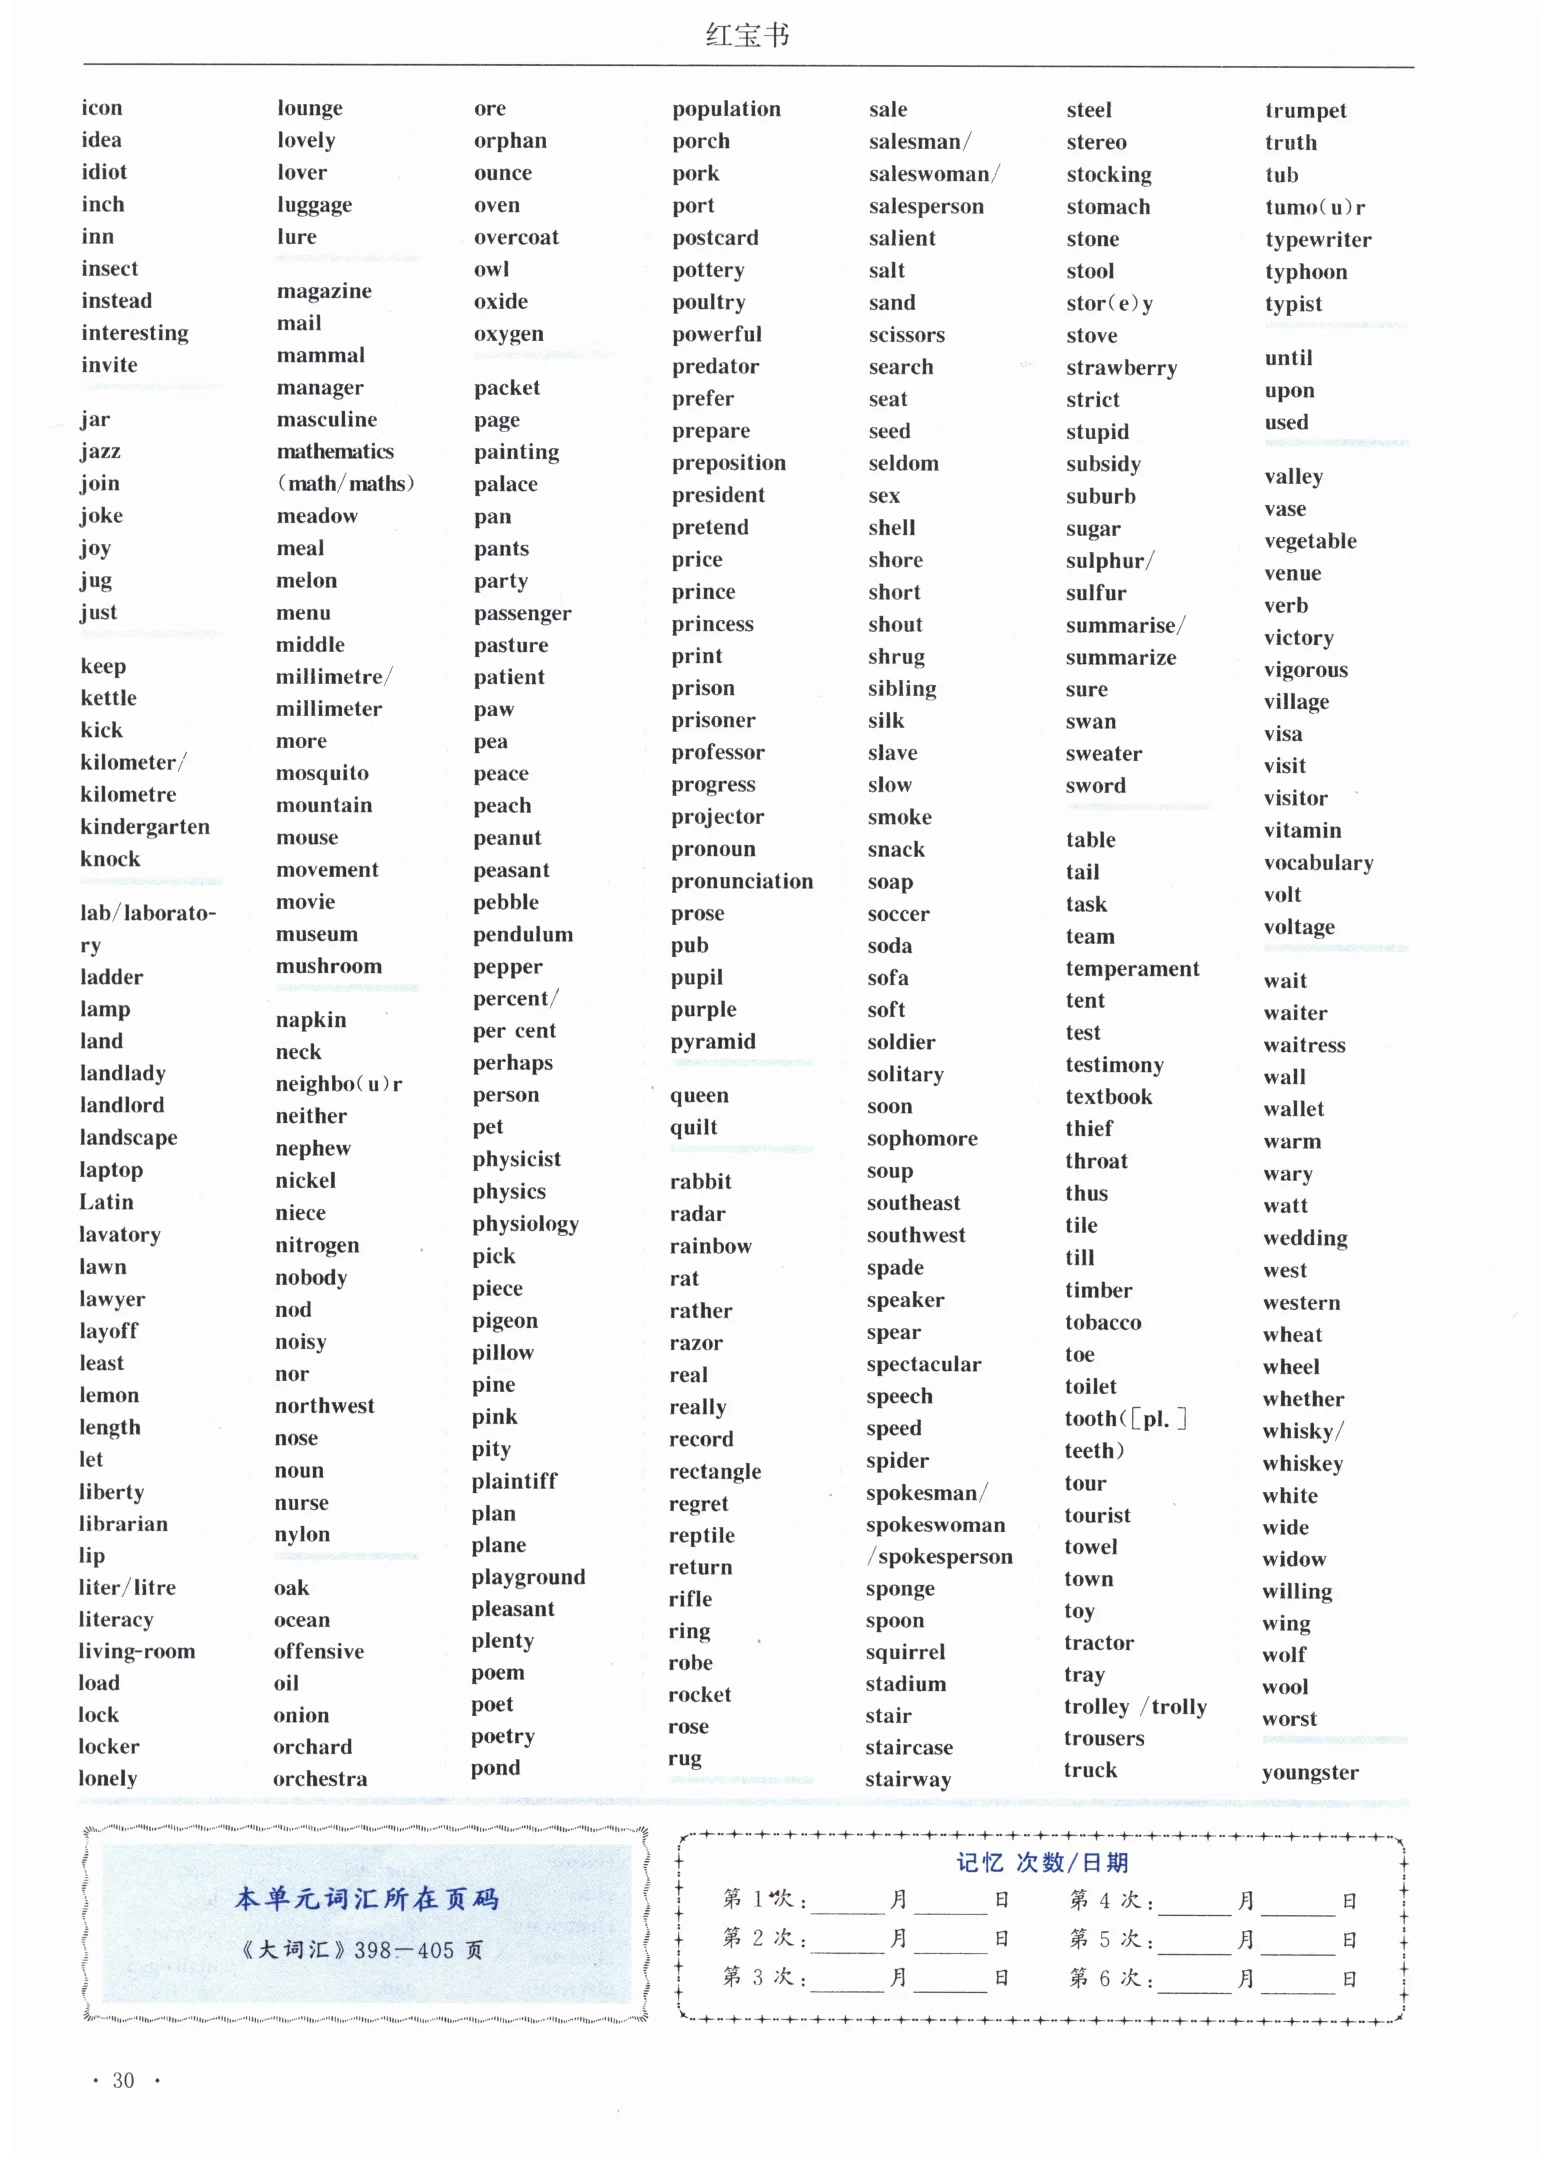 红宝书
icon
idea
idiot
inch
inn
insect
instead
interesting
invite
jar
jazz
join
joke
joy
jug
just
keep
kettle
kick
kilometer/
kilometre
kindergarten
knock
lab/laborato-
ry
ladder
lamp
land
landlady
landlord
landscape
laptop
Latin
lavatory
lawn
lawyer
layoff
least
lemon
length
let
liberty
librarian
lip
liter/litre
literacy
living-room
load
lock
locker
lonely
lounge
lovely
lover
luggage
lure
magazine
mail
mammal
manager
masculine
mathematics
(math/maths)
meadow
meal
melon
menu
middle
millimetre/
millimeter
more
mosquito
mountain
mouse
movement
movie
museum
mushroom
napkin
neck
neighbo(u)r
neither
nephew
nickel
niece
nitrogen
nobody
nod
noisy
nor
northwest
nose
noun
nurse
nylon
oak
ocean
offensive
oil
onion
orchard
orchestra
ore
orphan
ounce
oven
overcoat
owl
oxide
oxygen
packet
page
painting
palace
pan
pants
party
passenger
pasture
patient
paw
pea
peace
peach
peanut
peasant
pebble
pendulum
pepper
percent/
per cent
perhaps
person
pet
physicist
physics
physiology
pick
piece
pigeon
pillow
pine
pink
pity
plaintiff
plan
plane
playground
pleasant
plenty
poem
poet
poetry
pond
population
porch
pork
port
postcard
pottery
poultry
powerful
predator
prefer
prepare
preposition
president
pretend
price
prince
princess
print
prison
prisoner
professor
progress
projector
pronoun
pronunciation
prose
pub
pupil
purple
pyramid
queen
quilt
rabbit
radar
rainbow
rat
rather
razor
real
really
record
rectangle
regret
reptile
return
rifle
ring
robe
rocket
rose
rug
sale
salesman/
saleswoman/
salesperson
salient
salt
sand
scissors
search
seat
seed
seldom
sex
shell
shore
short
shout
shrug
sibling
silk
slave
slow
smoke
snack
soap
soccer
soda
sofa
soft
soldier
solitary
soon
sophomore
soup
southeast
southwest
spade
speaker
spear
spectacular
speech
speed
spider
spokesman/
spokeswoman
/spokesperson
sponge
spoon
squirrel
stadium
stair
staircase
stairway
steel
stereo
stocking
stomach
stone
stool
stor(e)y
stove
strawberry
strict
stupid
subsidy
suburb
sugar
sulphur/
sulfur
summarise/
summarize
sure
swan
sweater
sword
table
tail
task
team
temperament
tent
test
testimony
textbook
thief
throat
thus
tile
till
timber
tobacco
toe
toilet
tooth([pl.]
teeth)
tour
tourist
towel
town
toy
tractor
tray
trolley /trolly
trousers
truck
trumpet
truth
tub
tumo(u)r
typewriter
typhoon
typist
until
upon
used
valley
vase
vegetable
venue
verb
victory
vigorous
village
visa
visit
visitor
vitamin
vocabulary
volt
voltage
wait
waiter
waitress
wall
wallet
warm
wary
watt
wedding
west
western
wheat
wheel
whether
whisky/
whiskey
white
wide
widow
willing
wing
wolf
wool
worst
youngster
本单元词汇所在页码
《大词汇》398—405 页
记忆 次数/日期
第 1 次:______月______日 第 4 次:______月______日
第 2 次:______月______日 第 5 次:______月______日
第 3 次:______月______日 第 6 次:______月______日
· 30 ·